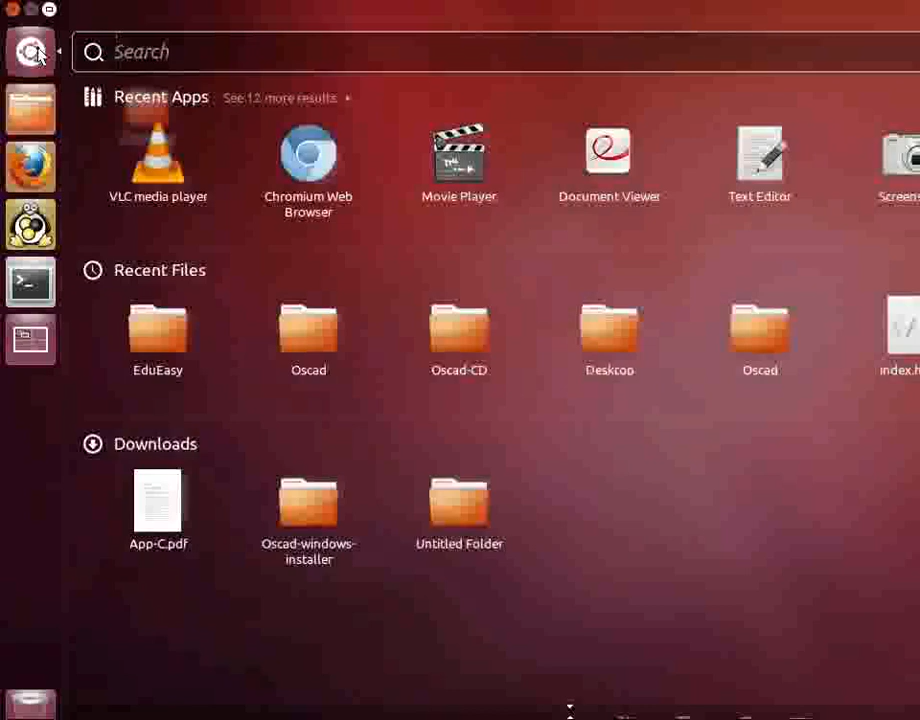 Search
Recent Apps See 12 more results
VLC media player Chromium Web Browser Movie Player Document Viewer Text Editor Screens
Recent Files
EduEasy Oscad Oscad-CD Desktop Oscad index.h
Downloads
App-C.pdf Oscad-windows-installer Untitled Folder